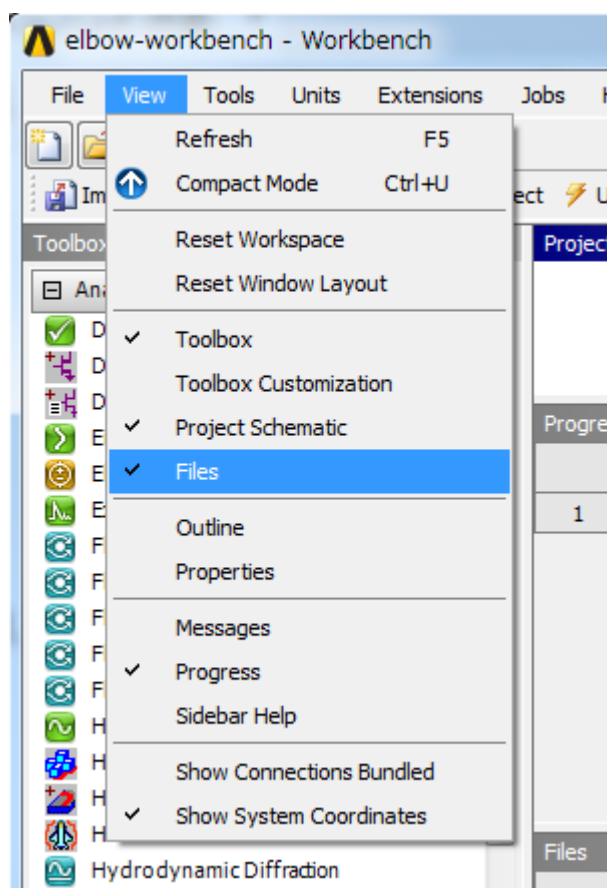 elbow-workbench - Workbench
File View Tools Units Extensions Jobs
Refresh F5
Im Compact Mode Ctrl+U ect U
Toolbox Reset Workspace Project
Ana Reset Window Layout
D Toolbox
D Toolbox Customization
D Project Schematic Progre
E Files
E
E Outline 1
F Properties
F
F Messages
F Progress
F Sidebar Help
H
H Show Connections Bundled
H Show System Coordinates
H Files
Hydrodynamic Diffraction